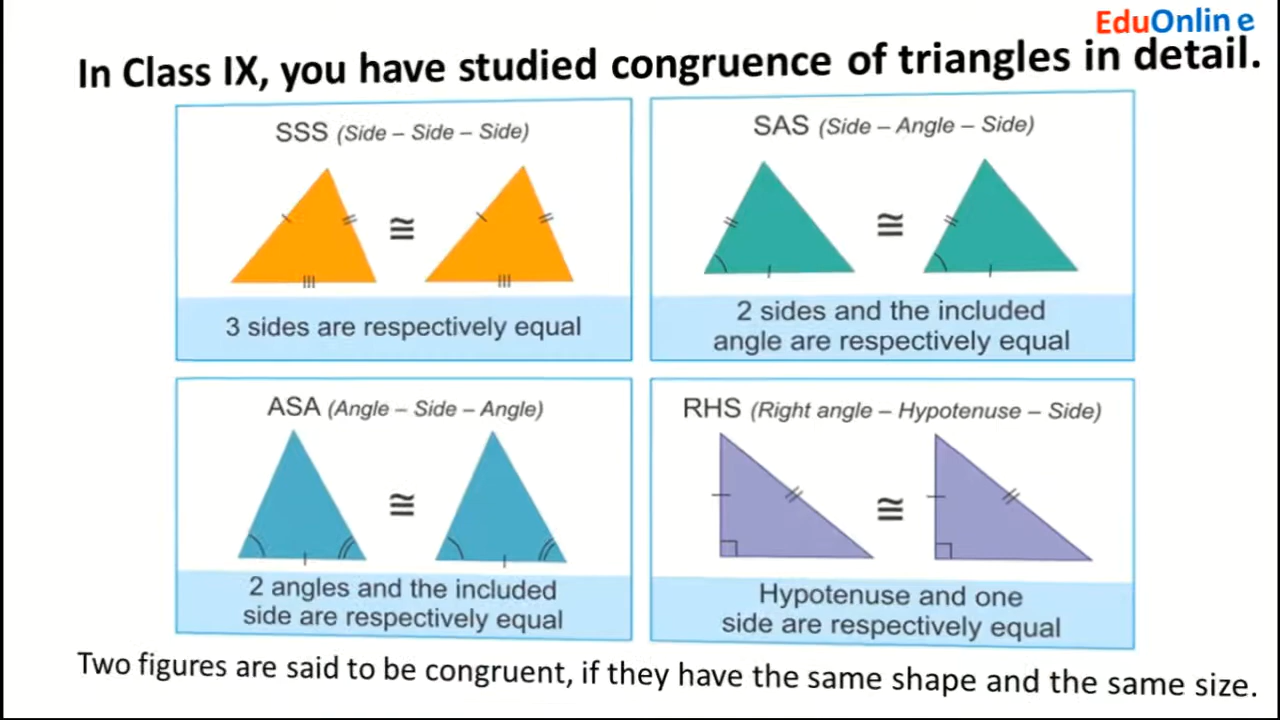 EduOnline
In Class IX, you have studied congruence of triangles in detail.
SSS (Side – Side – Side)
≅
3 sides are respectively equal
SAS (Side – Angle – Side)
≅
2 sides and the included
angle are respectively equal
ASA (Angle – Side – Angle)
≅
2 angles and the included
side are respectively equal
RHS (Right angle – Hypotenuse – Side)
≅
Hypotenuse and one
side are respectively equal
Two figures are said to be congruent, if they have the same shape and the same size.